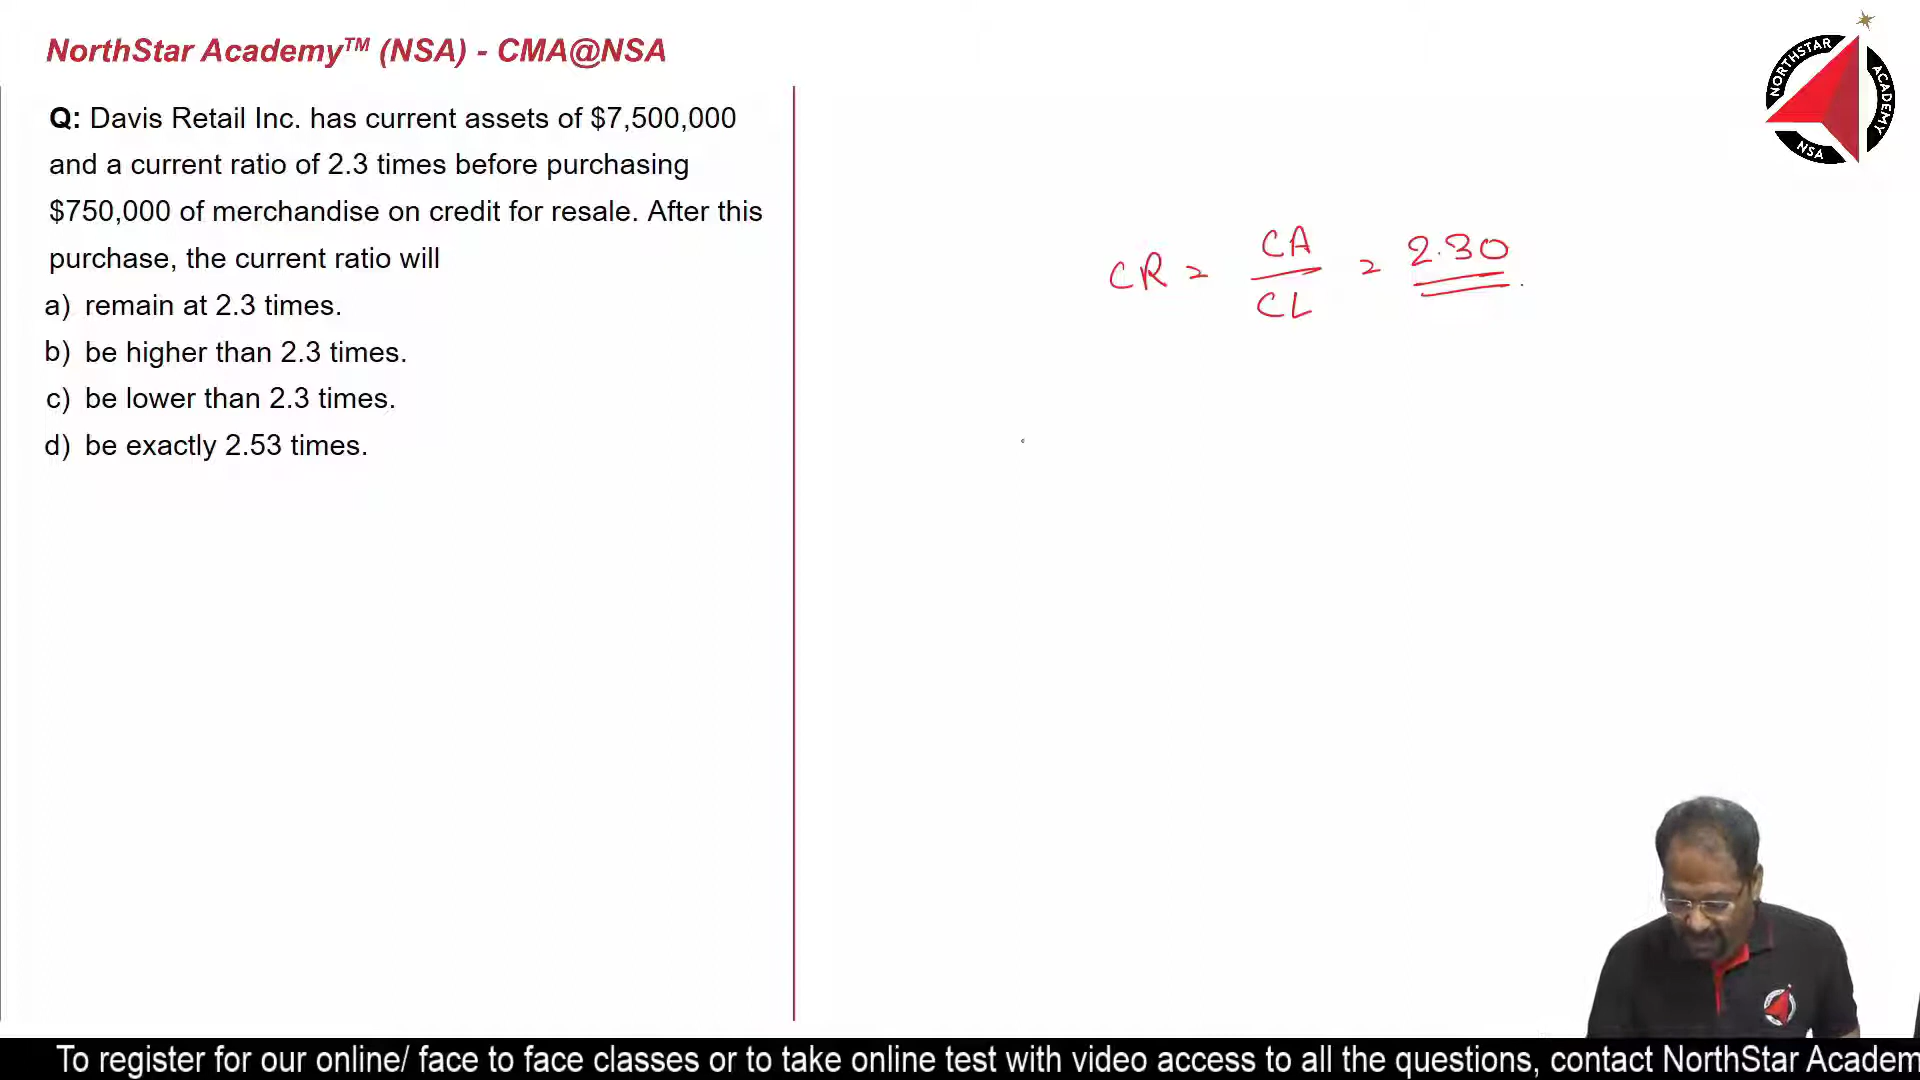 NorthStar Academy™ (NSA) - CMA@NSA
Q: Davis Retail Inc. has current assets of $7,500,000
and a current ratio of 2.3 times before purchasing
$750,000 of merchandise on credit for resale. After this
purchase, the current ratio will
a) remain at 2.3 times.
b) be higher than 2.3 times.
c) be lower than 2.3 times.
d) be exactly 2.53 times.
CR = CA / CL = 2.30
NORTHSTAR ACADEMY
NSA
To register for our online/ face to face classes or to take online test with video access to all the questions, contact NorthStar Academ